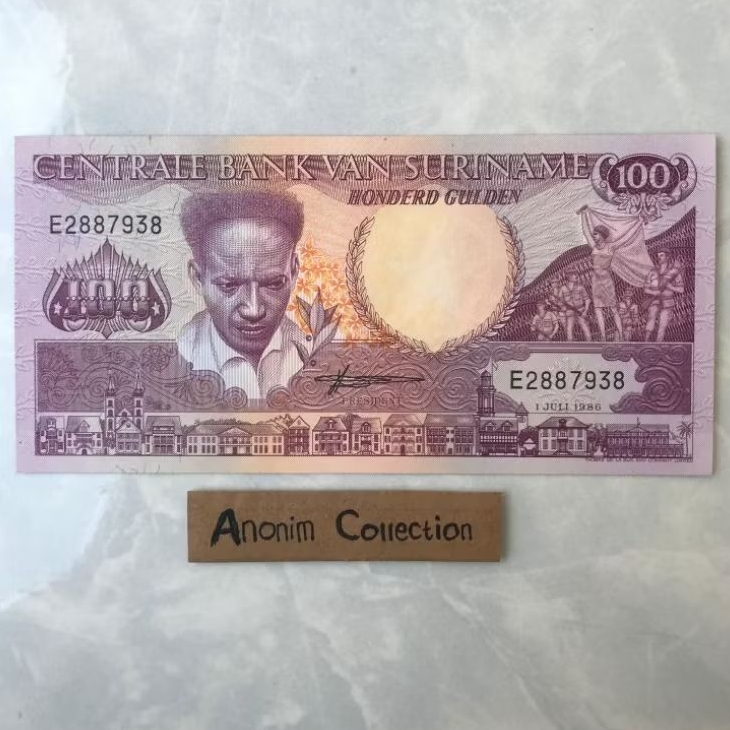 CENTRALE BANK VAN SURINAME
100
HONDERD GULDEN
E2887938
100
PRESIDENT
E2887938
1 JULI 1986
Anonim Collection